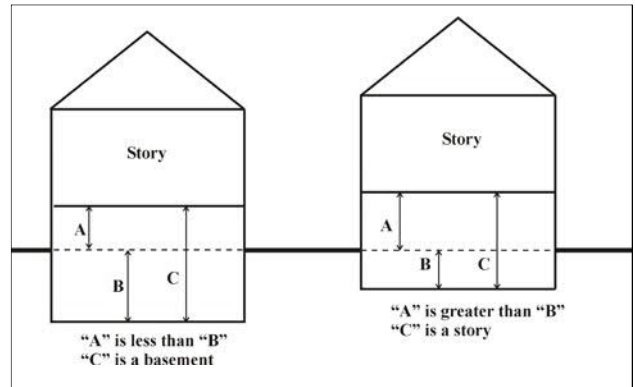 Story
A
B
C
“A” is less than “B”
“C” is a basement
Story
A
B
C
“A” is greater than “B”
“C” is a story